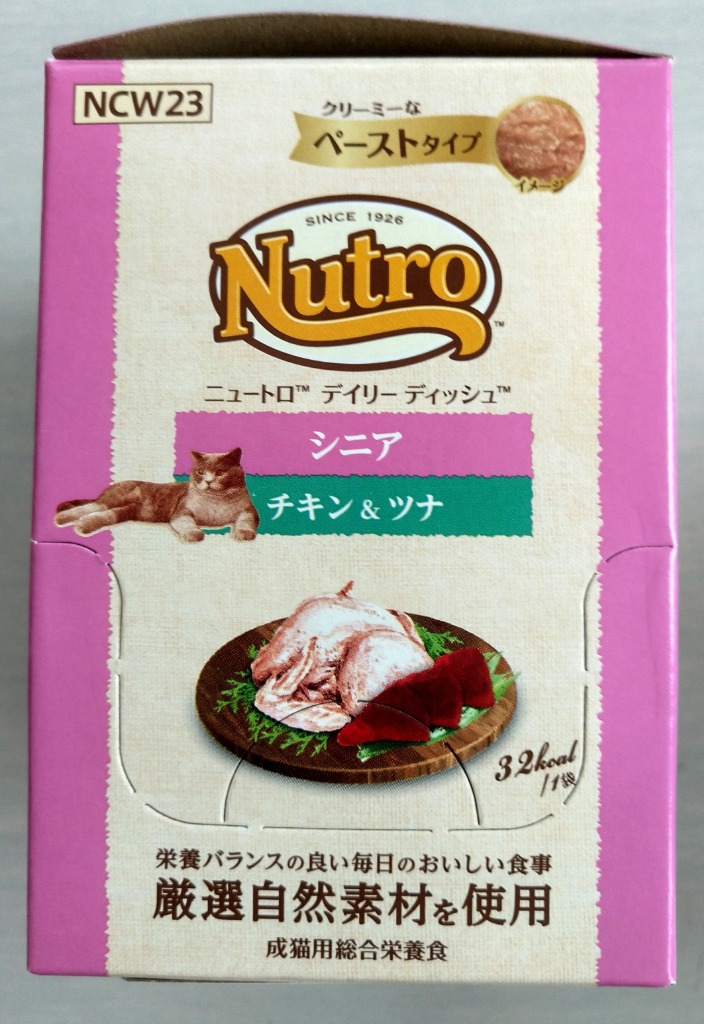 NCW23
クリーミーな
ペーストタイプ
イメージ
SINCE 1926
Nutro™
ニュートロ™ デイリー ディッシュ™
シニア
チキン & ツナ
32kcal
/1袋
栄養バランスの良い毎日のおいしい食事
厳選自然素材を使用
成猫用総合栄養食